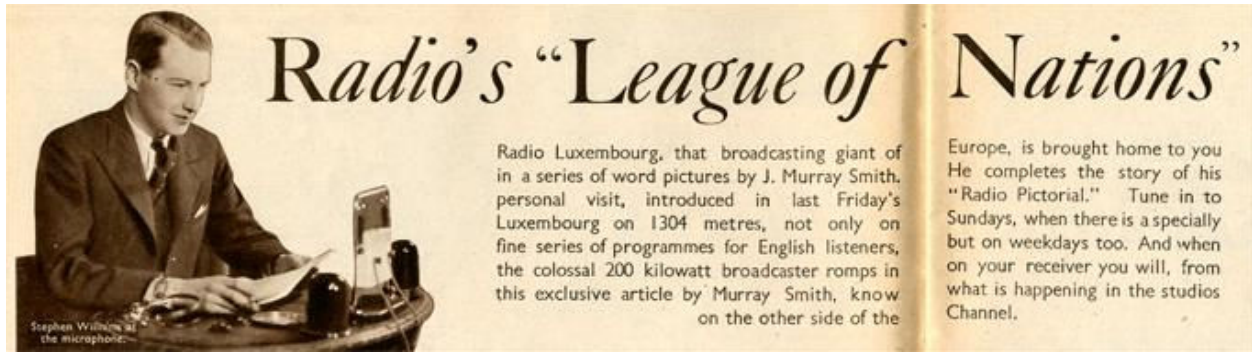 Radio's "League of Nations"
Radio Luxembourg, that broadcasting giant of Europe, is brought home to you
in a series of word pictures by J. Murray Smith. He completes the story of his
personal visit, introduced in last Friday's "Radio Pictorial." Tune in to
Luxembourg on 1304 metres, not only on Sundays, when there is a specially
fine series of programmes for English listeners, but on weekdays too. And when
the colossal 200 kilowatt broadcaster romps in on your receiver you will, from
this exclusive article by Murray Smith, know what is happening in the studios
on the other side of the Channel.
Stephen Williams at
the microphone.